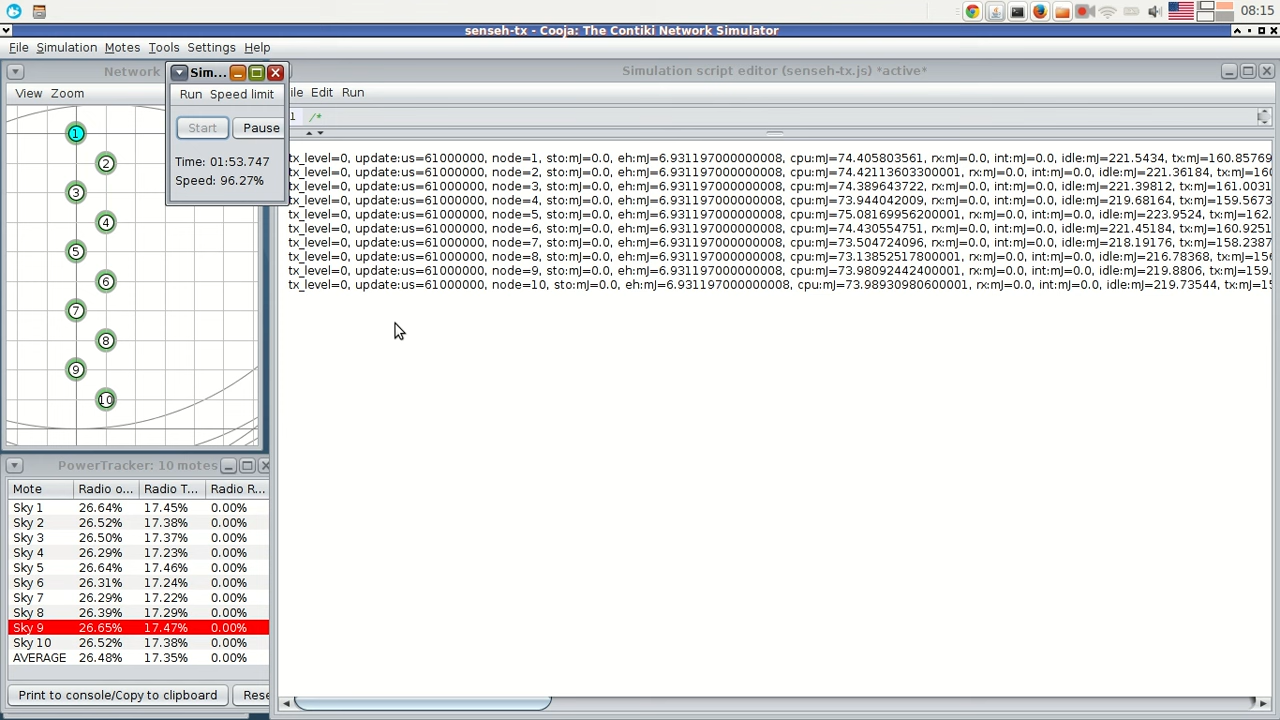 08:15
senseh-tx - Cooja: The Contiki Network Simulator
File Simulation Motes Tools Settings Help
Network
View Zoom
1
2
3
4
5
6
7
8
9
10
Sim...
Run Speed limit
Start Pause
Time: 01:53.747
Speed: 96.27%
Simulation script editor (senseh-tx.js) *active*
ile Edit Run
1 /*
tx_level=0, update:us=61000000, node=1, sto:mJ=0.0, eh:mJ=6.931197000000008, cpu:mJ=74.405803561, rx:mJ=0.0, int:mJ=0.0, idle:mJ=221.5434, tx:mJ=160.85769
tx_level=0, update:us=61000000, node=2, sto:mJ=0.0, eh:mJ=6.931197000000008, cpu:mJ=74.42113603300001, rx:mJ=0.0, int:mJ=0.0, idle:mJ=221.36184, tx:mJ=160
tx_level=0, update:us=61000000, node=3, sto:mJ=0.0, eh:mJ=6.931197000000008, cpu:mJ=74.389643722, rx:mJ=0.0, int:mJ=0.0, idle:mJ=221.39812, tx:mJ=161.0031
tx_level=0, update:us=61000000, node=4, sto:mJ=0.0, eh:mJ=6.931197000000008, cpu:mJ=73.944042009, rx:mJ=0.0, int:mJ=0.0, idle:mJ=219.68164, tx:mJ=159.5673
tx_level=0, update:us=61000000, node=5, sto:mJ=0.0, eh:mJ=6.931197000000008, cpu:mJ=75.08169956200001, rx:mJ=0.0, int:mJ=0.0, idle:mJ=223.9524, tx:mJ=162.
tx_level=0, update:us=61000000, node=6, sto:mJ=0.0, eh:mJ=6.931197000000008, cpu:mJ=74.430554751, rx:mJ=0.0, int:mJ=0.0, idle:mJ=221.45184, tx:mJ=160.9251
tx_level=0, update:us=61000000, node=7, sto:mJ=0.0, eh:mJ=6.931197000000008, cpu:mJ=73.504724096, rx:mJ=0.0, int:mJ=0.0, idle:mJ=218.19176, tx:mJ=158.2387
tx_level=0, update:us=61000000, node=8, sto:mJ=0.0, eh:mJ=6.931197000000008, cpu:mJ=73.13852517800001, rx:mJ=0.0, int:mJ=0.0, idle:mJ=216.78368, tx:mJ=156
tx_level=0, update:us=61000000, node=9, sto:mJ=0.0, eh:mJ=6.931197000000008, cpu:mJ=73.98092442400001, rx:mJ=0.0, int:mJ=0.0, idle:mJ=219.8806, tx:mJ=159.
tx_level=0, update:us=61000000, node=10, sto:mJ=0.0, eh:mJ=6.931197000000008, cpu:mJ=73.98930980600001, rx:mJ=0.0, int:mJ=0.0, idle:mJ=219.73544, tx:mJ=15
PowerTracker: 10 motes
Mote Radio o... Radio T... Radio R...
Sky 1 26.64% 17.45% 0.00%
Sky 2 26.52% 17.38% 0.00%
Sky 3 26.50% 17.37% 0.00%
Sky 4 26.29% 17.23% 0.00%
Sky 5 26.64% 17.46% 0.00%
Sky 6 26.31% 17.24% 0.00%
Sky 7 26.29% 17.22% 0.00%
Sky 8 26.39% 17.29% 0.00%
Sky 9 26.65% 17.47% 0.00%
Sky 10 26.52% 17.38% 0.00%
AVERAGE 26.48% 17.35% 0.00%
Print to console/Copy to clipboard Rese